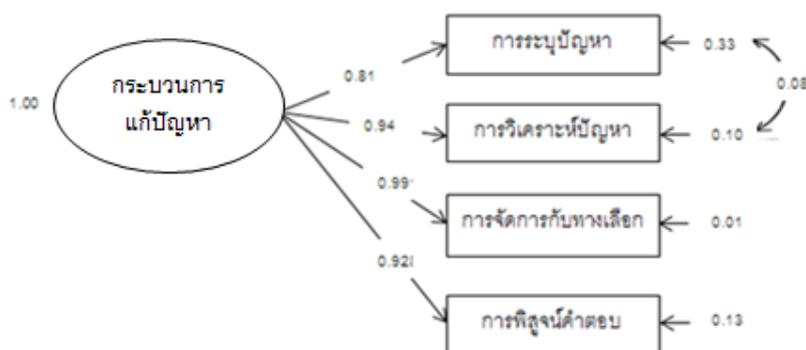 การระบุปัญหา
0.33
0.81
0.08
1.00
กระบวนการ
แก้ปัญหา
0.94
การวิเคราะห์ปัญหา
0.10
0.99
การจัดการกับทางเลือก
0.01
0.92
การพิสูจน์คำตอบ
0.13